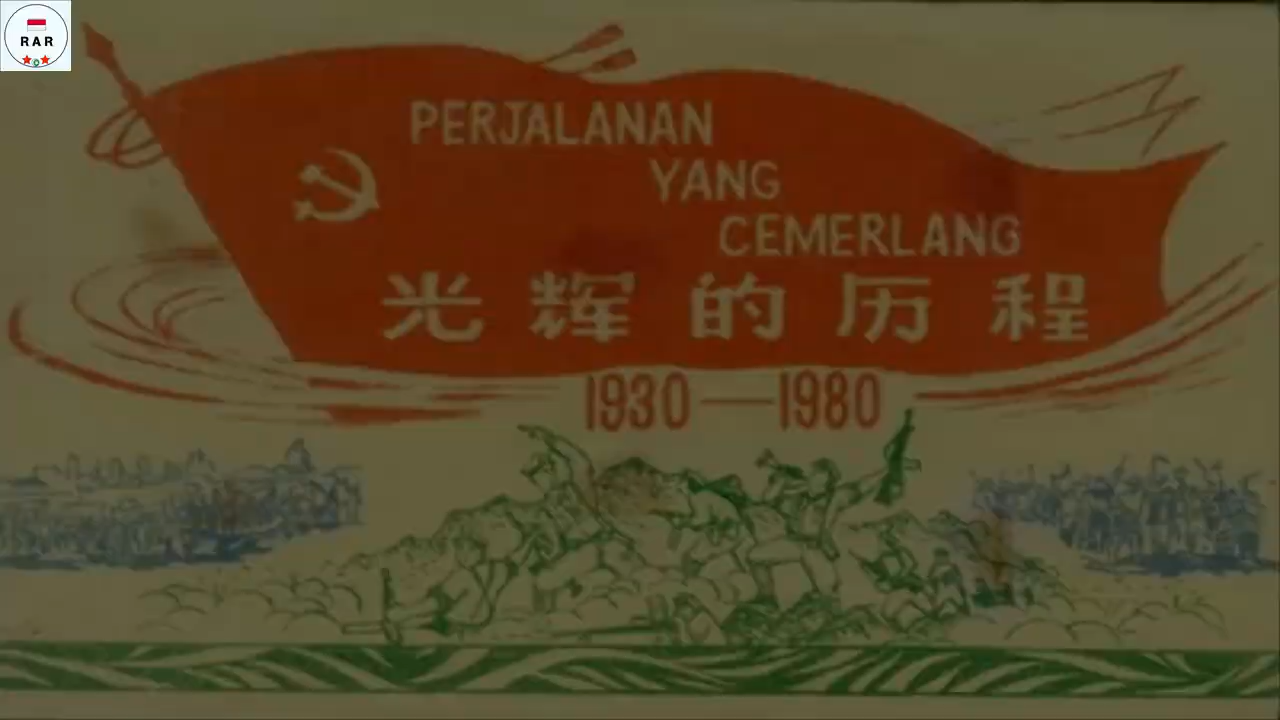 RAR
PERJALANAN
YANG
CEMERLANG
光辉的历程
1930—1980